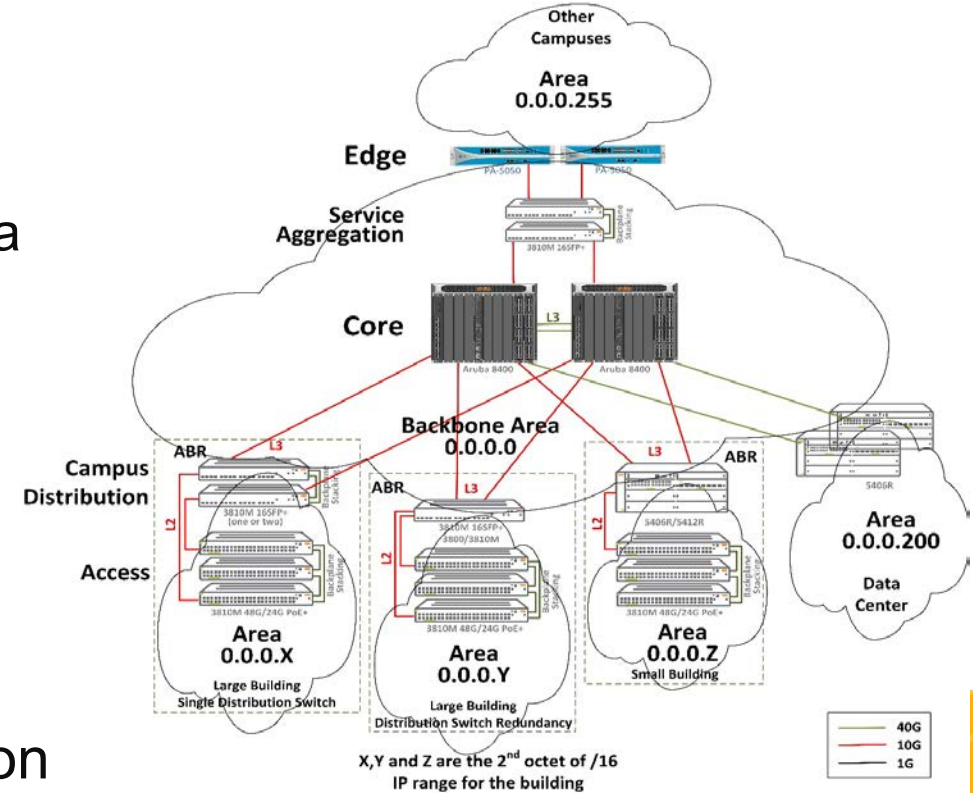 Other
Campuses
Area
0.0.0.255
Edge
PA-5050
PA-5050
Service
Aggregation
Backplane
Stacking
3810M 16SFP+
a
Core
L3
Aruba 8400
Aruba 8400
Backbone Area
0.0.0.0
Campus
Distribution
ABR
L3
Backplane
Stacking
3810M 16SFP+
(one or two)
L2
ABR
L3
3810M 16SFP+
3800/3810M
L2
ABR
L3
5406R/5412R
L2
5406R
Area
0.0.0.200
Data
Center
Access
Backplane
Stacking
3810M 48G/24G PoE+
Area
0.0.0.X
Large Building
Single Distribution Switch
Backplane
Stacking
3810M 48G/24G PoE+
Area
0.0.0.Y
Large Building
Distribution Switch Redundancy
Backplane
Stacking
3810M 48G/24G PoE+
Area
0.0.0.Z
Small Building
40G
10G
1G
on
X,Y and Z are the 2nd octet of /16
IP range for the building